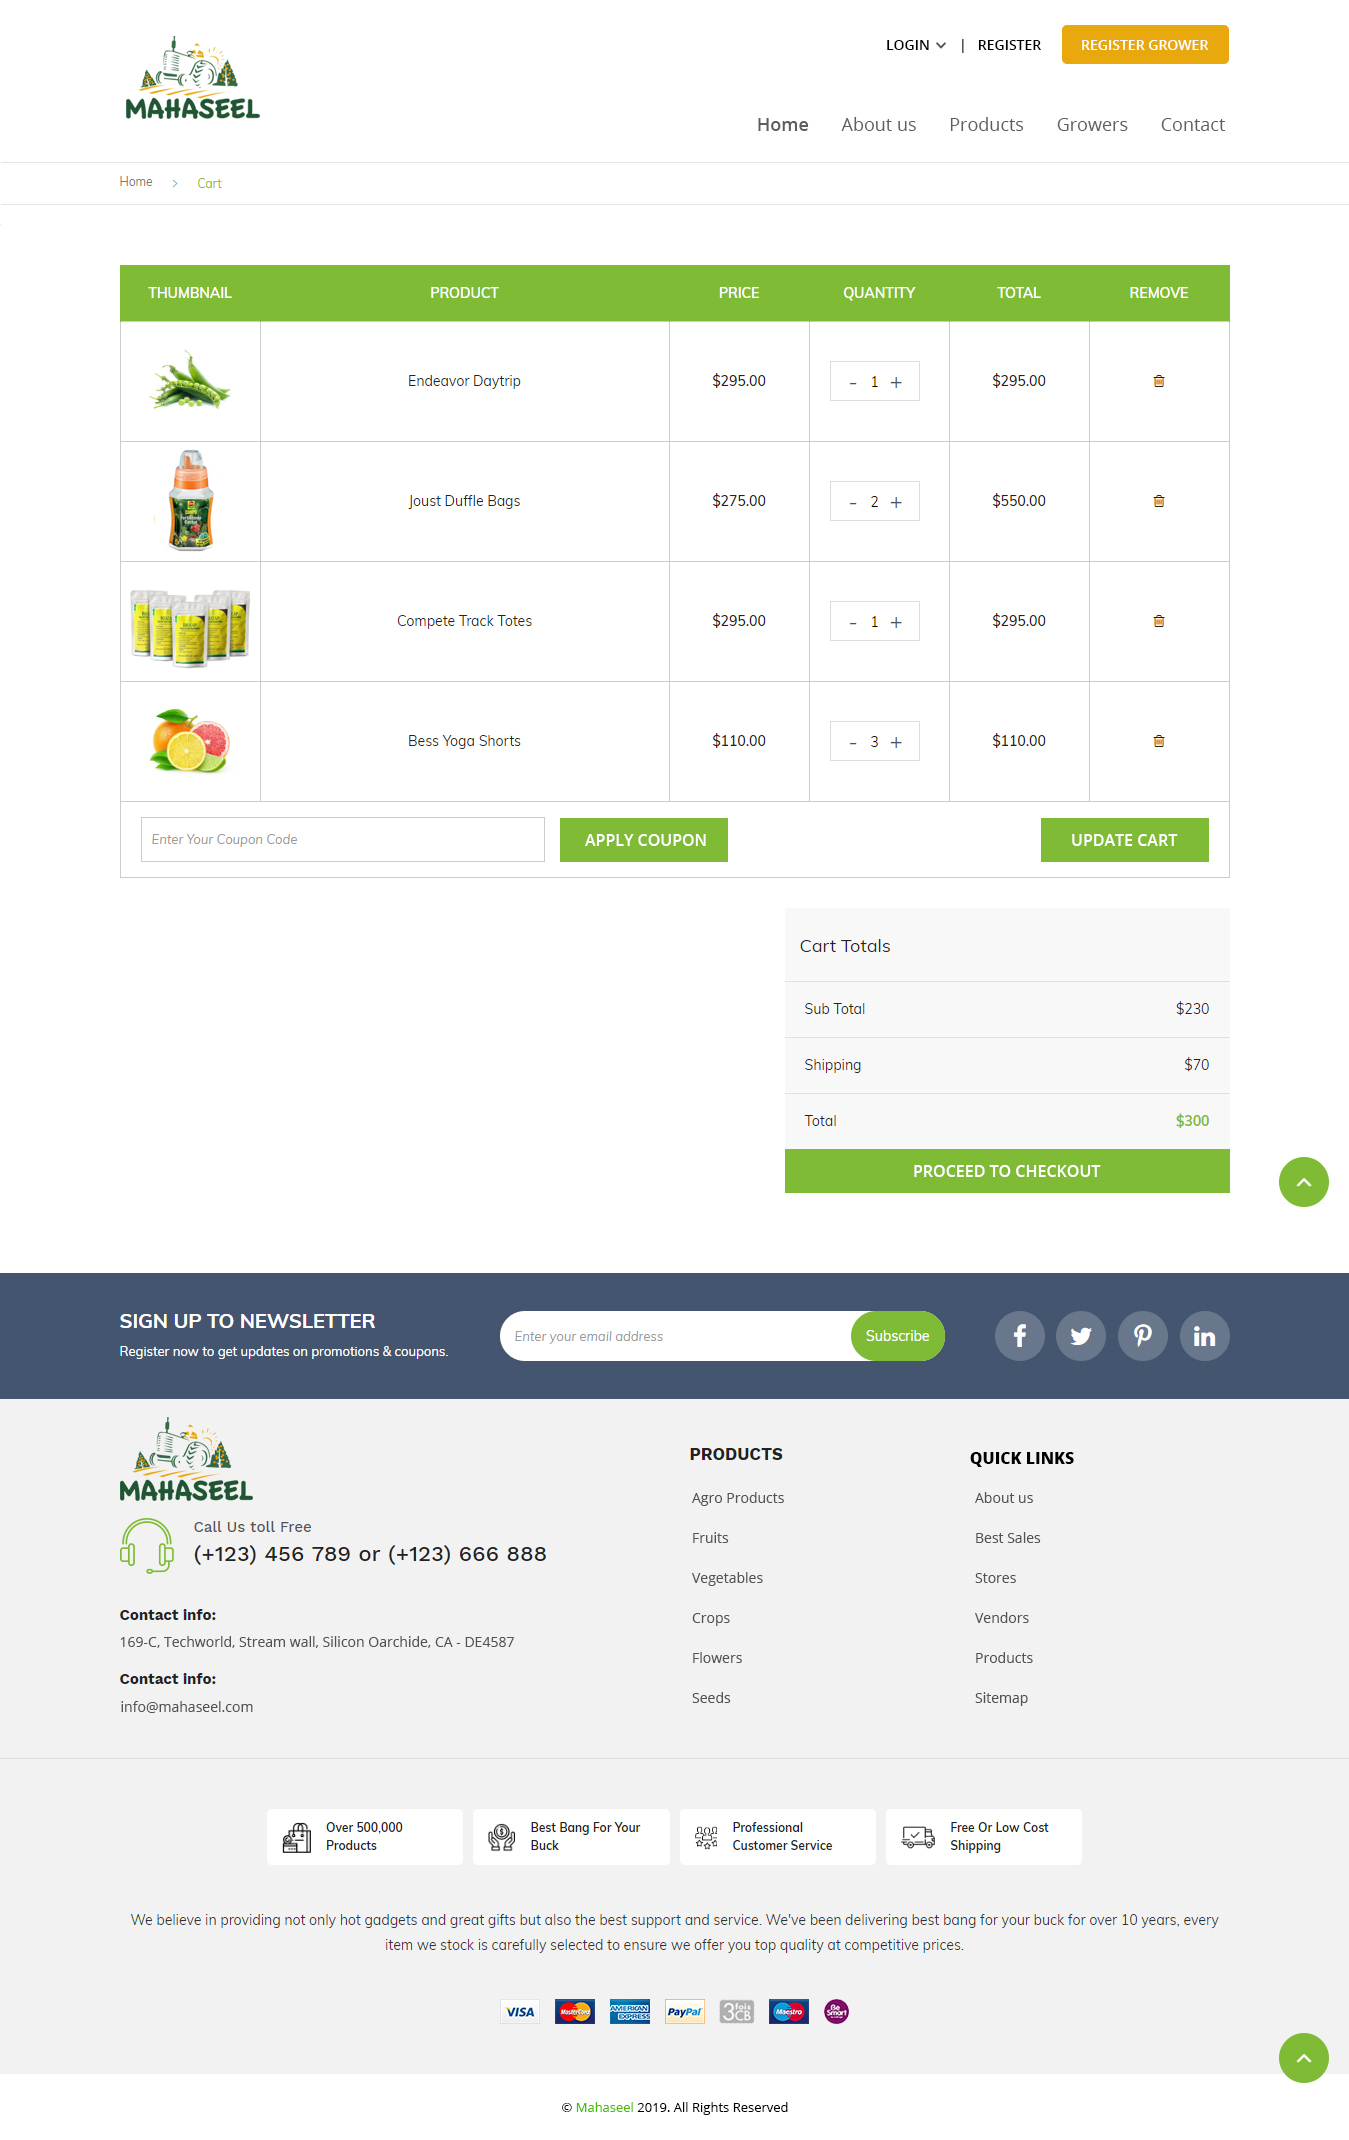 LOGIN | REGISTER REGISTER GROWER
MAHASEEL
Home About us Products Growers Contact
Home > Cart
THUMBNAIL PRODUCT PRICE QUANTITY TOTAL REMOVE
Endeavor Daytrip $295.00 - 1 + $295.00
Joust Duffle Bags $275.00 - 2 + $550.00
Compete Track Totes $295.00 - 1 + $295.00
Bess Yoga Shorts $110.00 - 3 + $110.00
Enter Your Coupon Code APPLY COUPON UPDATE CART
Cart Totals
Sub Total $230
Shipping $70
Total $300
PROCEED TO CHECKOUT
SIGN UP TO NEWSLETTER
Register now to get updates on promotions & coupons.
Enter your email address Subscribe
MAHASEEL
Call Us toll Free
(+123) 456 789 or (+123) 666 888
Contact info:
169-C, Techworld, Stream wall, Silicon Oarchide, CA - DE4587
Contact info:
info@mahaseel.com
PRODUCTS
Agro Products
Fruits
Vegetables
Crops
Flowers
Seeds
QUICK LINKS
About us
Best Sales
Stores
Vendors
Products
Sitemap
Over 500,000
Products
Best Bang For Your
Buck
Professional
Customer Service
Free Or Low Cost
Shipping
We believe in providing not only hot gadgets and great gifts but also the best support and service. We've been delivering best bang for your buck for over 10 years, every
item we stock is carefully selected to ensure we offer you top quality at competitive prices.
VISA MasterCard AMERICAN EXPRESS PayPal 3 fois CB Maestro Be Smart
© Mahaseel 2019. All Rights Reserved